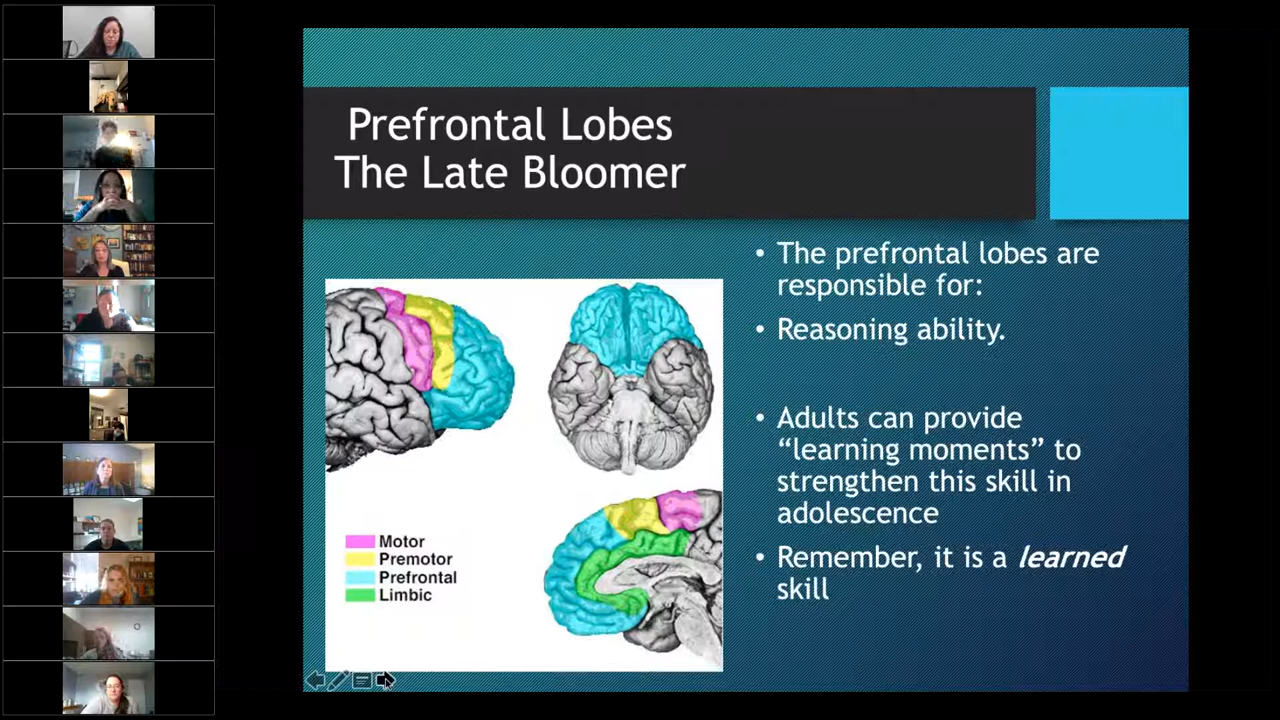 Prefrontal Lobes
The Late Bloomer
• The prefrontal lobes are
responsible for:
• Reasoning ability.
• Adults can provide
“learning moments” to
strengthen this skill in
adolescence
• Remember, it is a learned
skill
Motor
Premotor
Prefrontal
Limbic